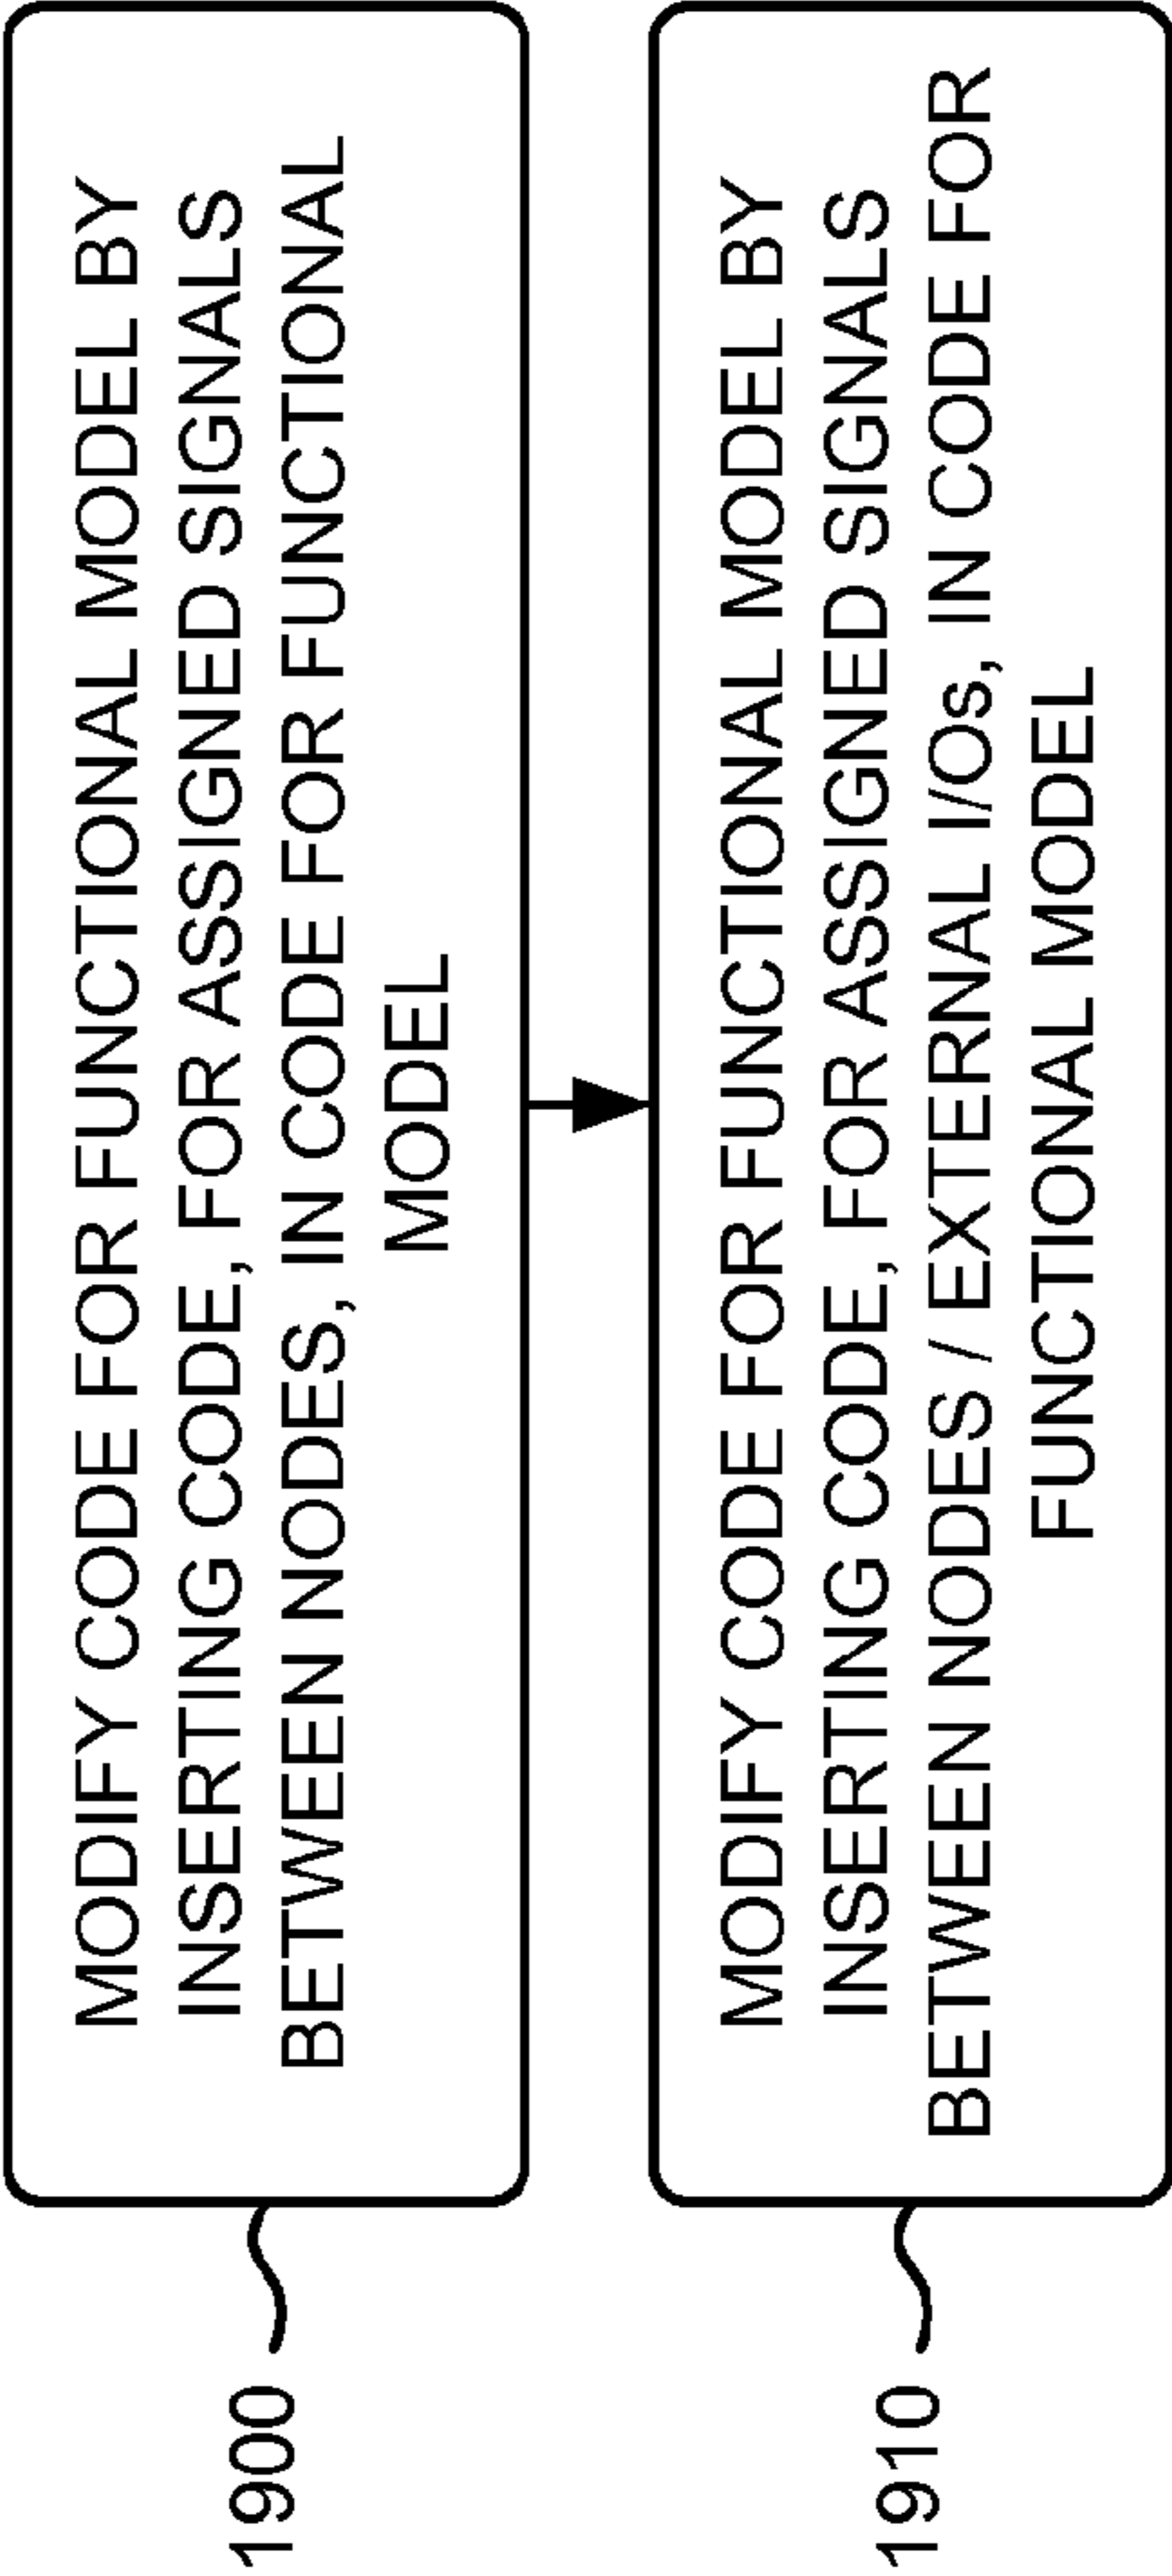 MODIFY CODE FOR FUNCTIONAL MODEL BY
INSERTING CODE, FOR ASSIGNED SIGNALS
BETWEEN NODES, IN CODE FOR FUNCTIONAL
MODEL
1900
MODIFY CODE FOR FUNCTIONAL MODEL BY
INSERTING CODE, FOR ASSIGNED SIGNALS
BETWEEN NODES / EXTERNAL I/Os, IN CODE FOR
FUNCTIONAL MODEL
1910